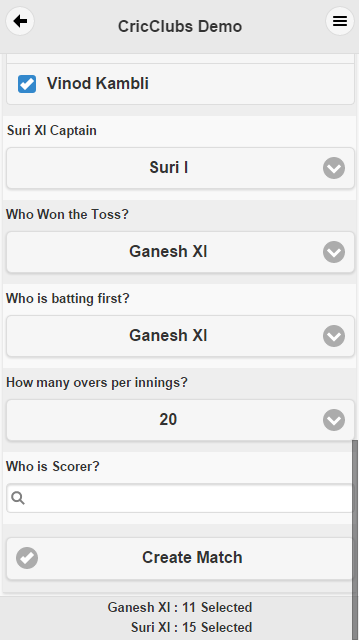 CricClubs Demo
Vinod Kambli
Suri XI Captain
Suri I
Who Won the Toss?
Ganesh XI
Who is batting first?
Ganesh XI
How many overs per innings?
20
Who is Scorer?
Create Match
Ganesh XI : 11 Selected
Suri XI : 15 Selected